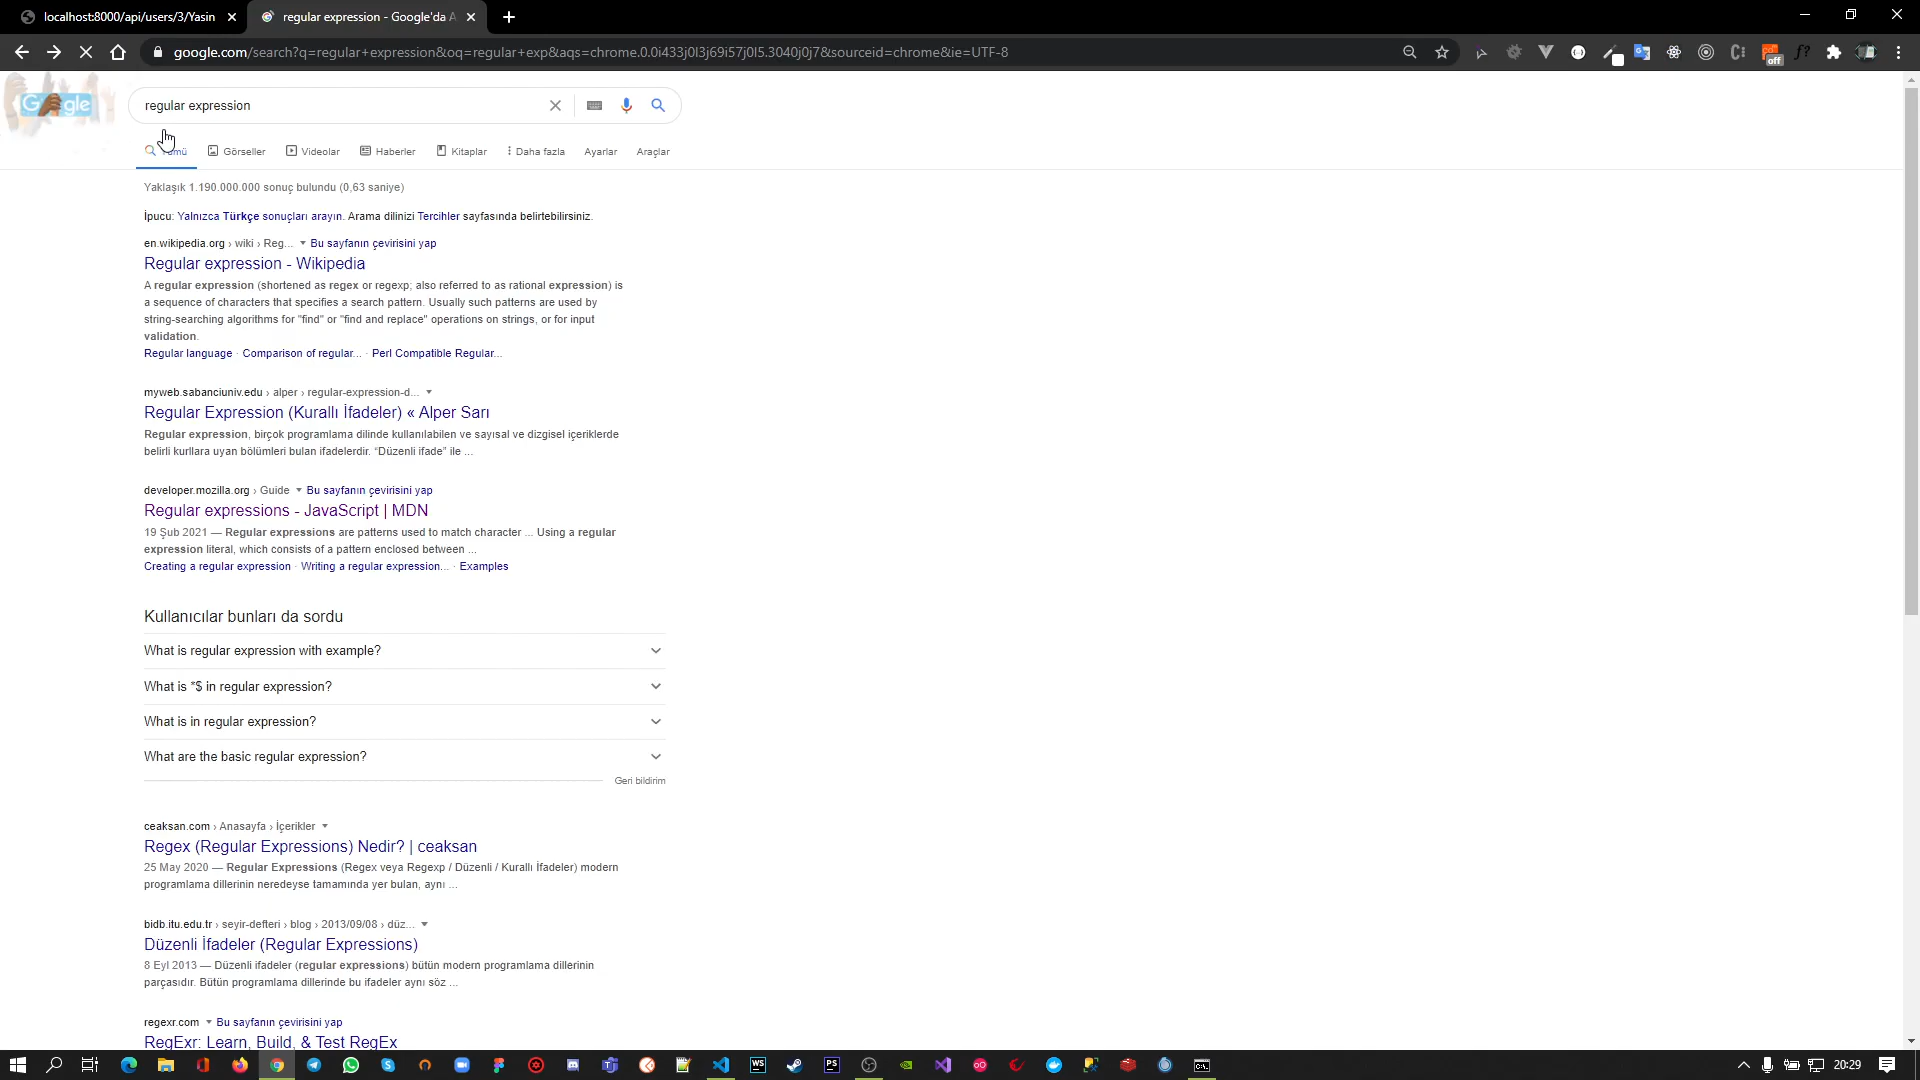 localhost:8000/api/users/3/Yasin
regular expression - Google'da A
google.com/search?q=regular+expression&oq=regular+exp&aqs=chrome.0.0i433j0l3j69i57j0l5.3040j0j7&sourceid=chrome&ie=UTF-8
off
regular expression
Görseller
Videolar
Haberler
Kitaplar
Daha fazla
Ayarlar
Araçlar
Yaklaşık 1.190.000.000 sonuç bulundu (0,63 saniye)
İpucu: Yalnızca Türkçe sonuçları arayın. Arama dilinizi Tercihler sayfasında belirtebilirsiniz.
en.wikipedia.org › wiki › Reg... Bu sayfanın çevirisini yap
Regular expression - Wikipedia
A regular expression (shortened as regex or regexp; also referred to as rational expression) is
a sequence of characters that specifies a search pattern. Usually such patterns are used by
string-searching algorithms for "find" or "find and replace" operations on strings, or for input
validation.
Regular language · Comparison of regular... · Perl Compatible Regular...
myweb.sabanciuniv.edu › alper › regular-expression-d...
Regular Expression (Kurallı İfadeler) « Alper Sarı
Regular expression, birçok programlama dilinde kullanılabilen ve sayısal ve dizgisel içeriklerde
belirli kurllara uyan bölümleri bulan ifadelerdir. “Düzenli ifade” ile ...
developer.mozilla.org › Guide Bu sayfanın çevirisini yap
Regular expressions - JavaScript | MDN
19 Şub 2021 — Regular expressions are patterns used to match character ... Using a regular
expression literal, which consists of a pattern enclosed between ...
Creating a regular expression · Writing a regular expression... · Examples
Kullanıcılar bunları da sordu
What is regular expression with example?
What is *$ in regular expression?
What is in regular expression?
What are the basic regular expression?
Geri bildirim
ceaksan.com › Anasayfa › İçerikler
Regex (Regular Expressions) Nedir? | ceaksan
25 May 2020 — Regular Expressions (Regex veya Regexp / Düzenli / Kurallı İfadeler) modern
programlama dillerinin neredeyse tamamında yer bulan, aynı ...
bidb.itu.edu.tr › seyir-defteri › blog › 2013/09/08 › düz...
Düzenli İfadeler (Regular Expressions)
8 Eyl 2013 — Düzenli ifadeler (regular expressions) bütün modern programlama dillerinin
parçasıdır. Bütün programlama dillerinde bu ifadeler aynı söz ...
regexr.com Bu sayfanın çevirisini yap
RegExr: Learn, Build, & Test RegEx
20:29